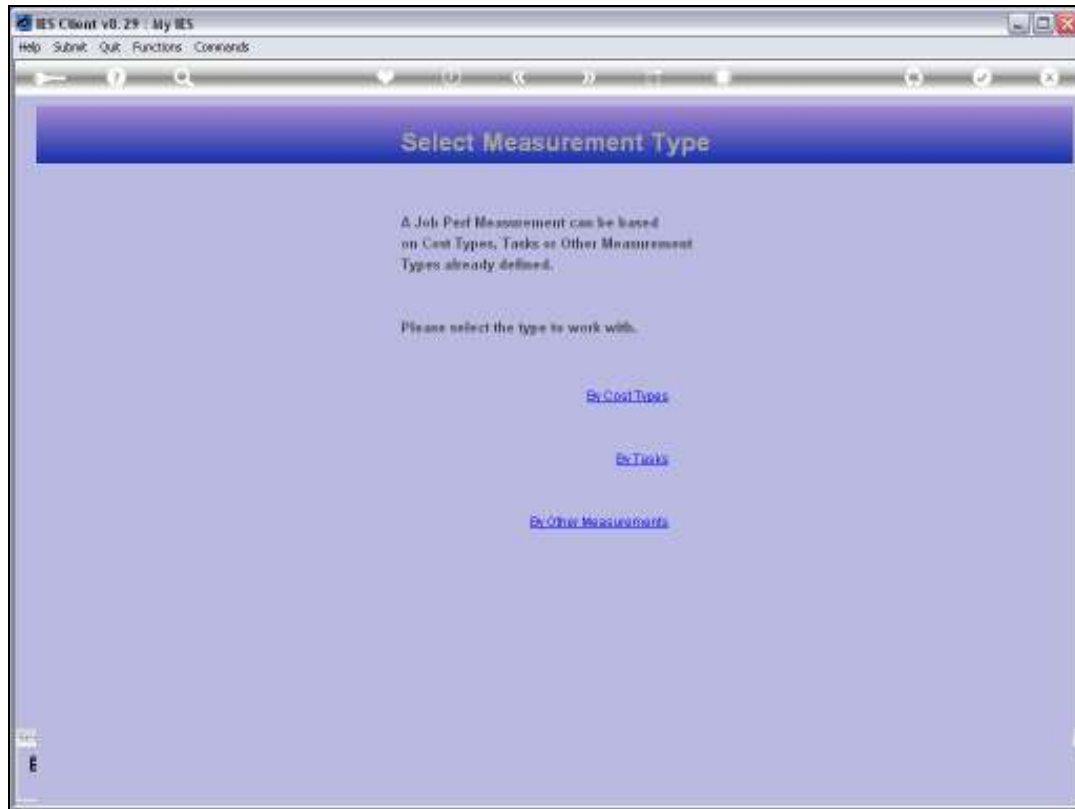 IES Client v0.29 : My IES
Help Submit Quit Functions Commands
Select Measurement Type
A Job Perf Measurement can be based
on Cost Types, Tasks or Other Measurement
Types already defined.
Please select the type to work with.
By Cost Types
By Tasks
By Other Measurements
E